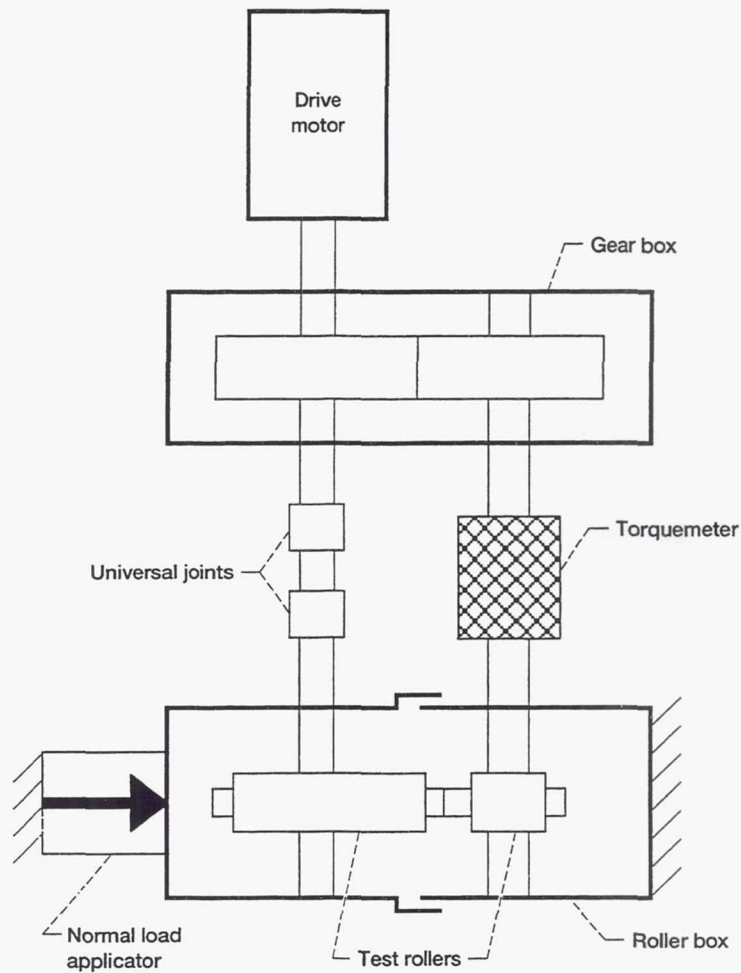 Drive
motor
Gear box
Torquemeter
Universal joints
Normal load
applicator
Test rollers
Roller box